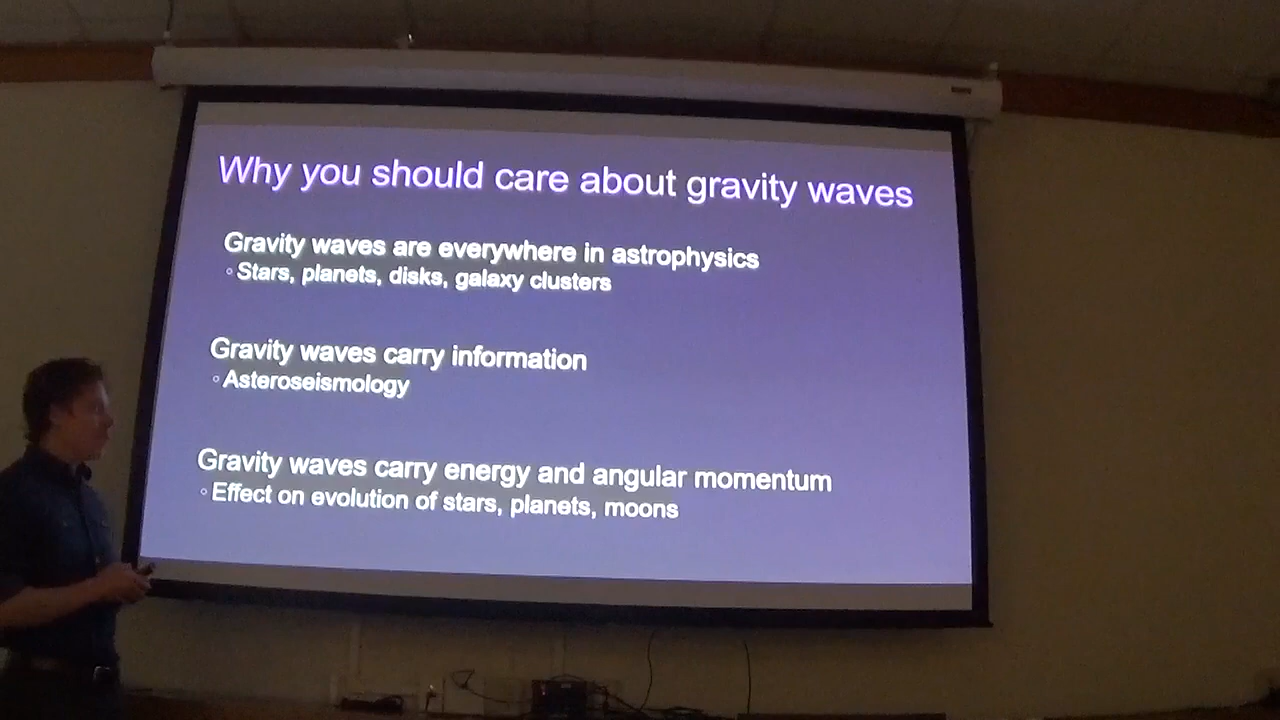 Why you should care about gravity waves
Gravity waves are everywhere in astrophysics
◦ Stars, planets, disks, galaxy clusters
Gravity waves carry information
◦ Asteroseismology
Gravity waves carry energy and angular momentum
◦ Effect on evolution of stars, planets, moons